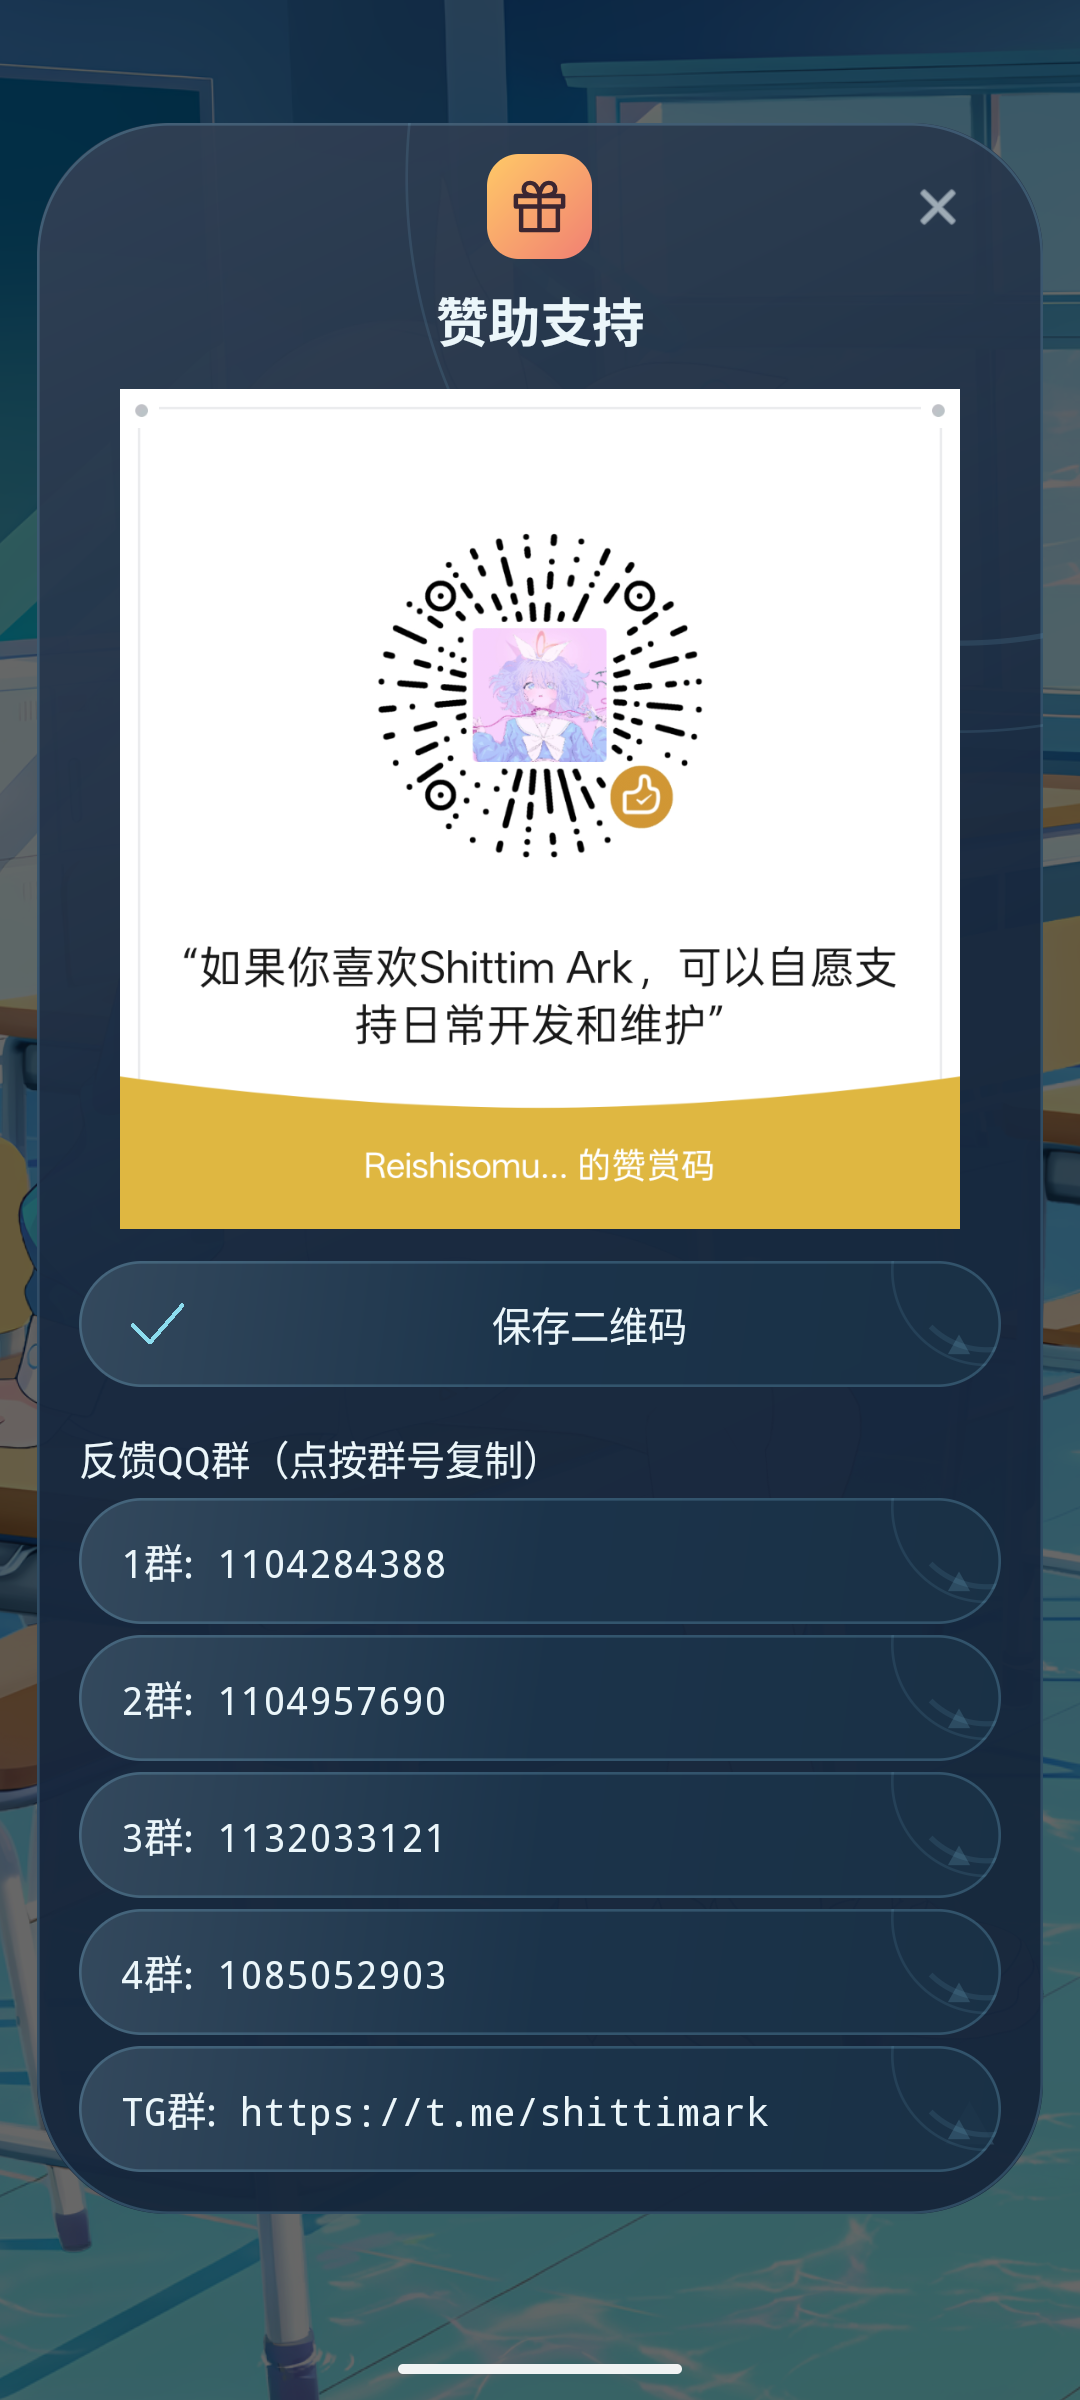 赞助支持
“如果你喜欢Shittim Ark，可以自愿支
持日常开发和维护”
Reishisomu... 的赞赏码
保存二维码
反馈QQ群（点按群号复制）
1群：1104284388
2群：1104957690
3群：1132033121
4群：1085052903
TG群：https://t.me/shittimark